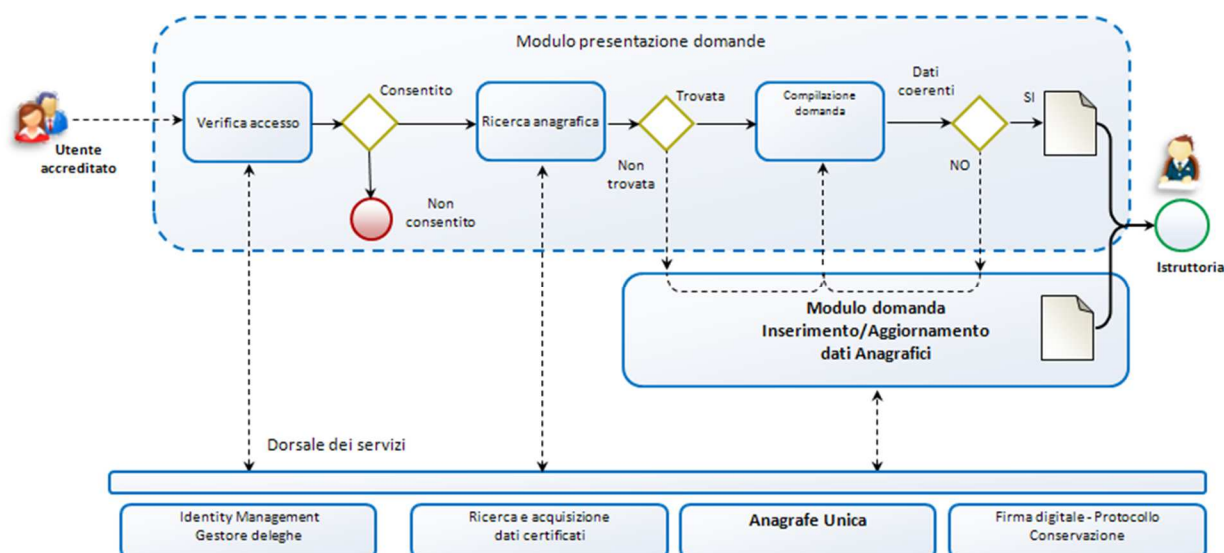 Modulo presentazione domande
Utente
accreditato
Verifica accesso
Consentito
Non
consentito
Ricerca anagrafica
Trovata
Non
trovata
Compilazione
domanda
Dati
coerenti
SI
NO
Istruttoria
Modulo domanda
Inserimento/Aggiornamento
dati Anagrafici
Dorsale dei servizi
Identity Management
Gestore deleghe
Ricerca e acquisizione
dati certificati
Anagrafe Unica
Firma digitale - Protocollo
Conservazione